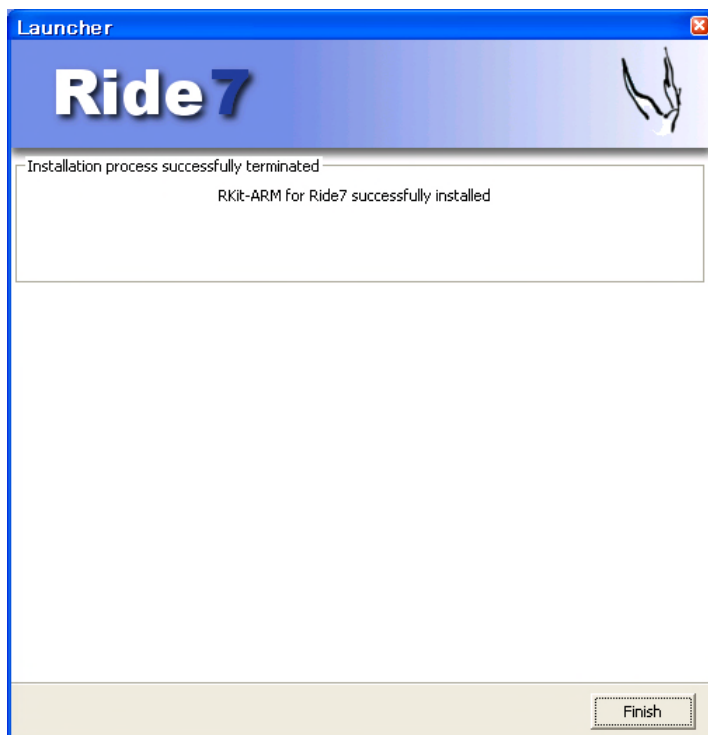 Launcher
Ride7
Installation process successfully terminated
RKit-ARM for Ride7 successfully installed
Finish